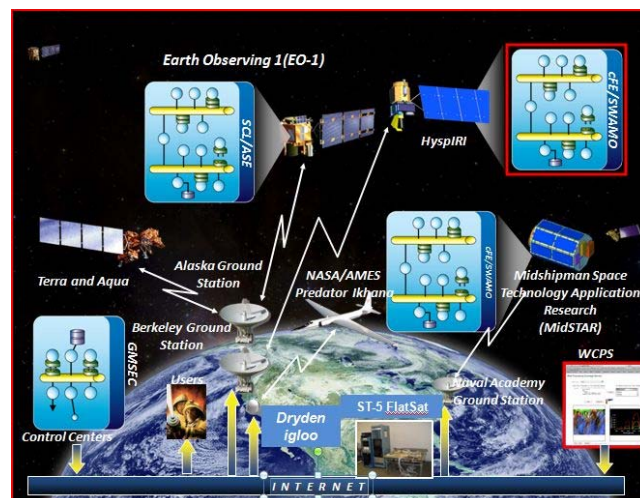 Earth Observing 1(EO-1)
SCL/ASE
HyspIRI
cFE/SWAMO
Terra and Aqua
Alaska Ground
Station
NASA/AMES
Predator Ikhana
cFE/SWAMO
Midshipman Space
Technology Application
Research
(MidSTAR)
Berkeley Ground
Station
GMSEC
Control Centers
Users
Dryden
igloo
ST-5 FlatSat
Naval Academy
Ground Station
WCPS
INTERNET